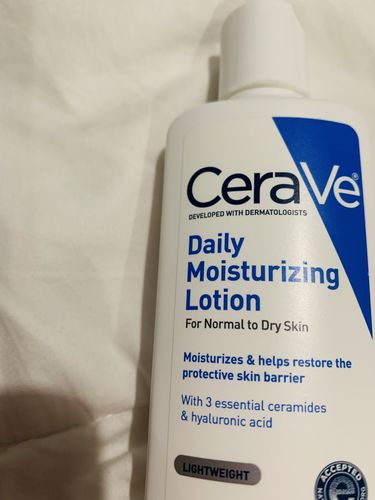 CeraVe®
DEVELOPED WITH DERMATOLOGISTS
Daily
Moisturizing
Lotion
For Normal to Dry Skin
Moisturizes & helps restore the
protective skin barrier
With 3 essential ceramides
& hyaluronic acid
LIGHTWEIGHT
ACCEPTED